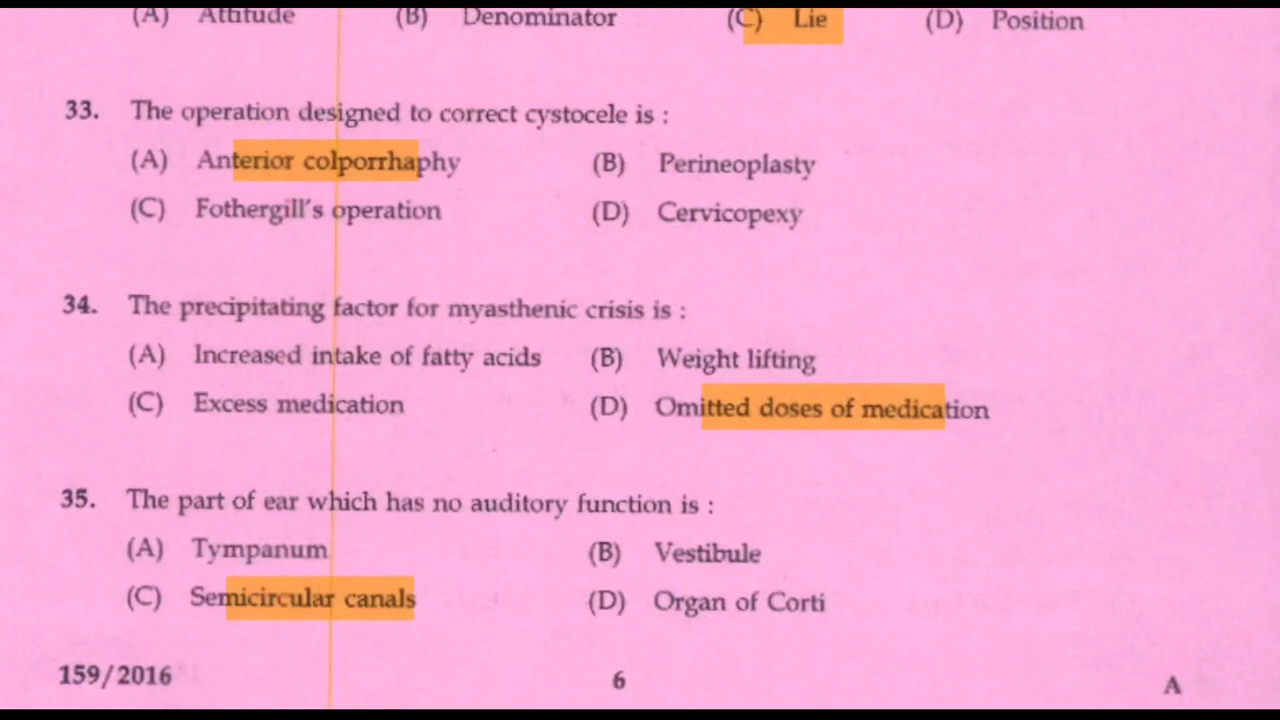 (A) Attitude (B) Denominator (C) Lie (D) Position
33. The operation designed to correct cystocele is :
(A) Anterior colporrhaphy (B) Perineoplasty
(C) Fothergill's operation (D) Cervicopexy
34. The precipitating factor for myasthenic crisis is :
(A) Increased intake of fatty acids (B) Weight lifting
(C) Excess medication (D) Omitted doses of medication
35. The part of ear which has no auditory function is :
(A) Tympanum (B) Vestibule
(C) Semicircular canals (D) Organ of Corti
159/2016 6 A